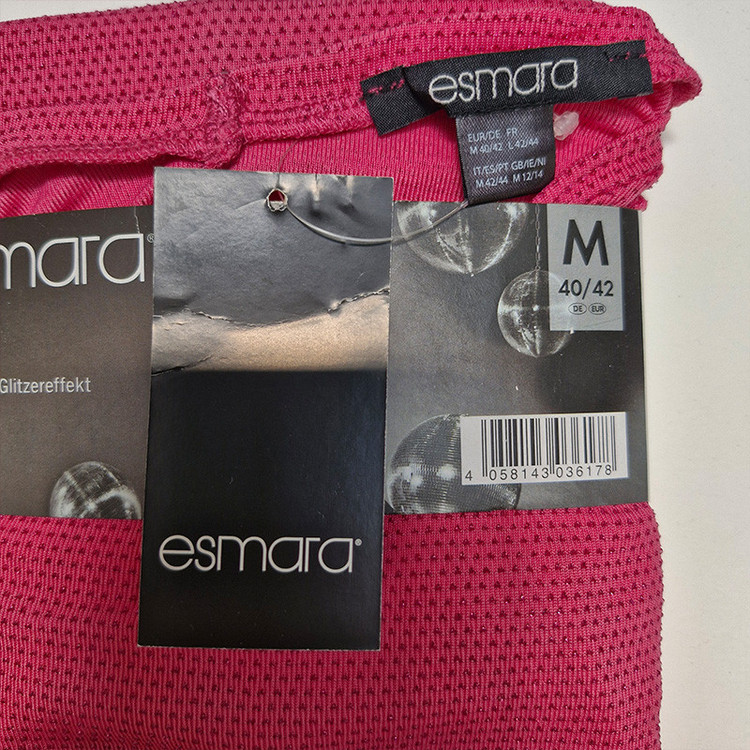 esmara
EUR/DE FR
M 40/42 L 42/44
IT/ES/PT GB/IE/NI
M 42/44 M 12/14
mara®
M
40/42
DE EUR
Glitzereffekt
4 058143 036178
esmara®